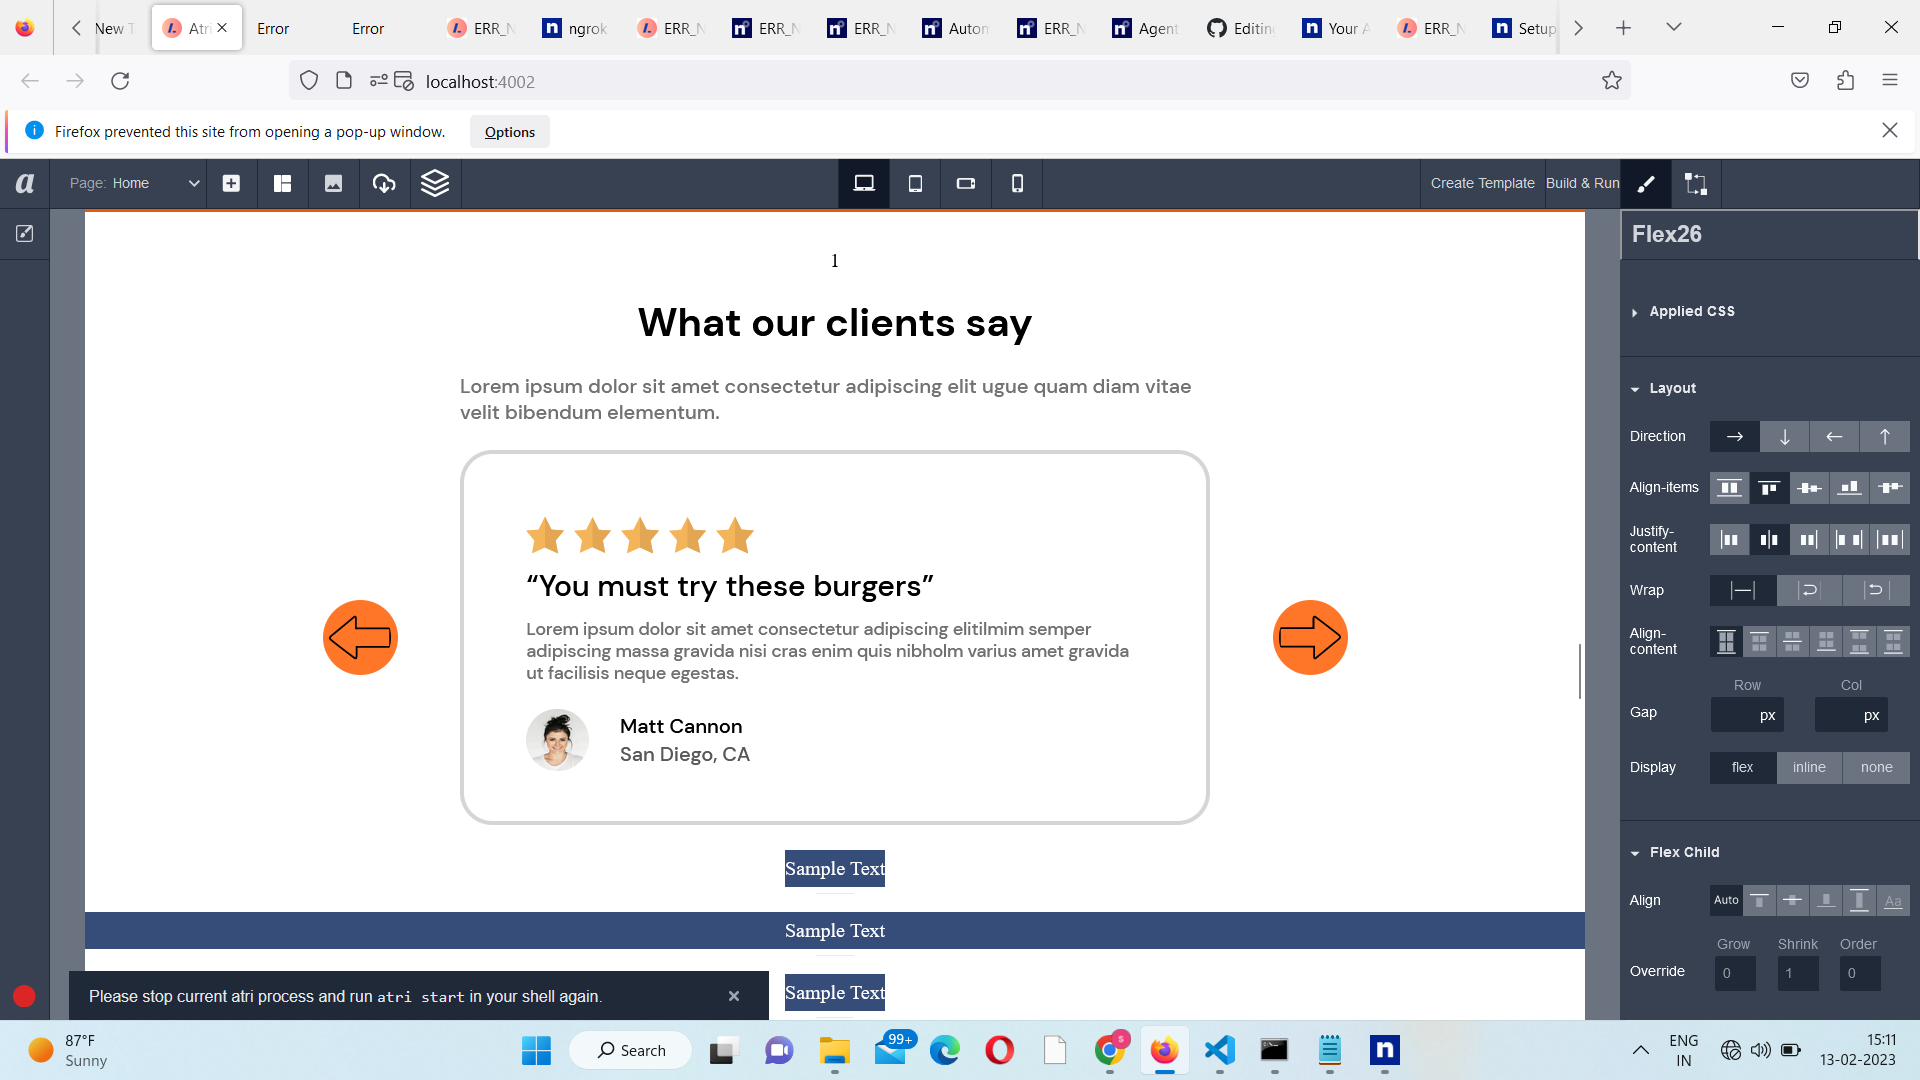 New T
Atri
Error
Error
ERR_N
ngrok
ERR_N
ERR_N
ERR_N
Auton
ERR_N
Agent
Editin
Your A
ERR_N
Setup
localhost:4002
Firefox prevented this site from opening a pop-up window.
Options
a
Page: Home
Create Template
Build & Run
Flex26
Applied CSS
Layout
Direction
Align-items
Justify-
content
Wrap
Align-
content
Row Col
Gap px px
Display flex inline none
Flex Child
Align Auto Aa
Grow Shrink Order
Override 0 1 0
1
What our clients say
Lorem ipsum dolor sit amet consectetur adipiscing elit ugue quam diam vitae
velit bibendum elementum.
“You must try these burgers”
Lorem ipsum dolor sit amet consectetur adipiscing elitilmim semper
adipiscing massa gravida nisi cras enim quis nibholm varius amet gravida
ut facilisis neque egestas.
Matt Cannon
San Diego, CA
Sample Text
Sample Text
Sample Text
Please stop current atri process and run atri start in your shell again.
87°F
Sunny
Search
99+
S
n
ENG
IN
15:11
13-02-2023